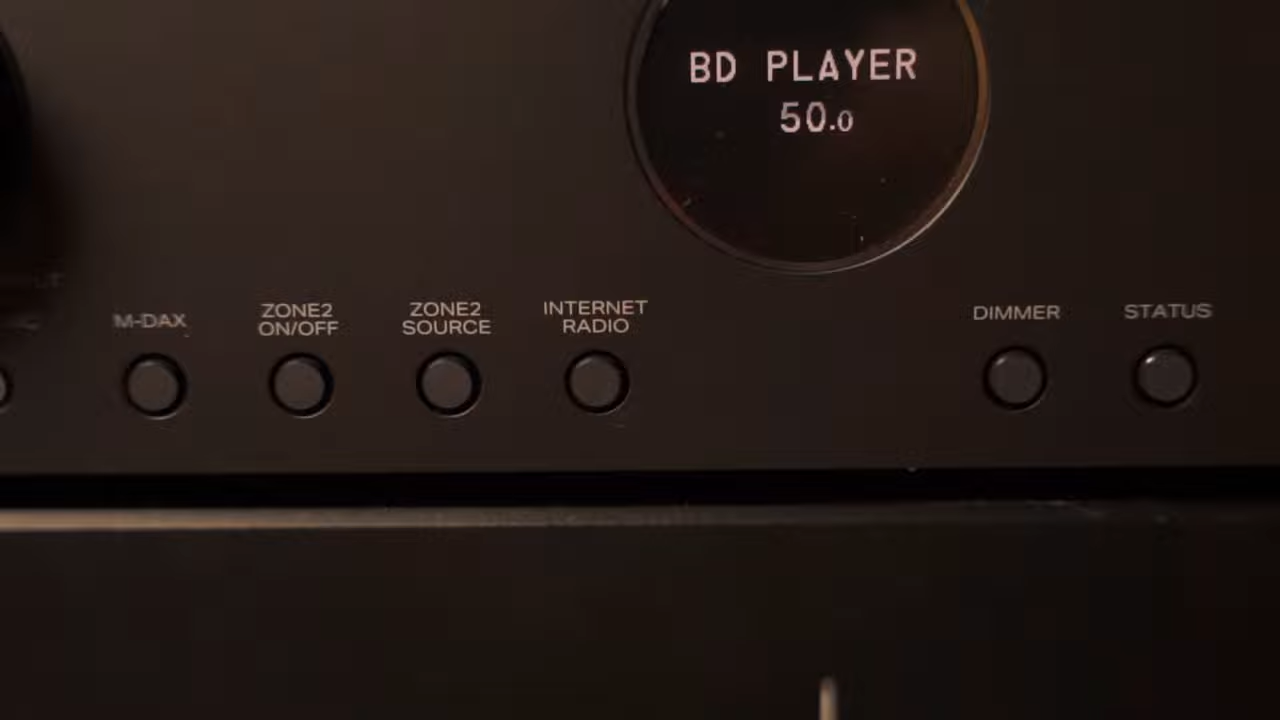 BD PLAYER
50.0
M-DAX
ZONE2
ON/OFF
ZONE2
SOURCE
INTERNET
RADIO
DIMMER
STATUS